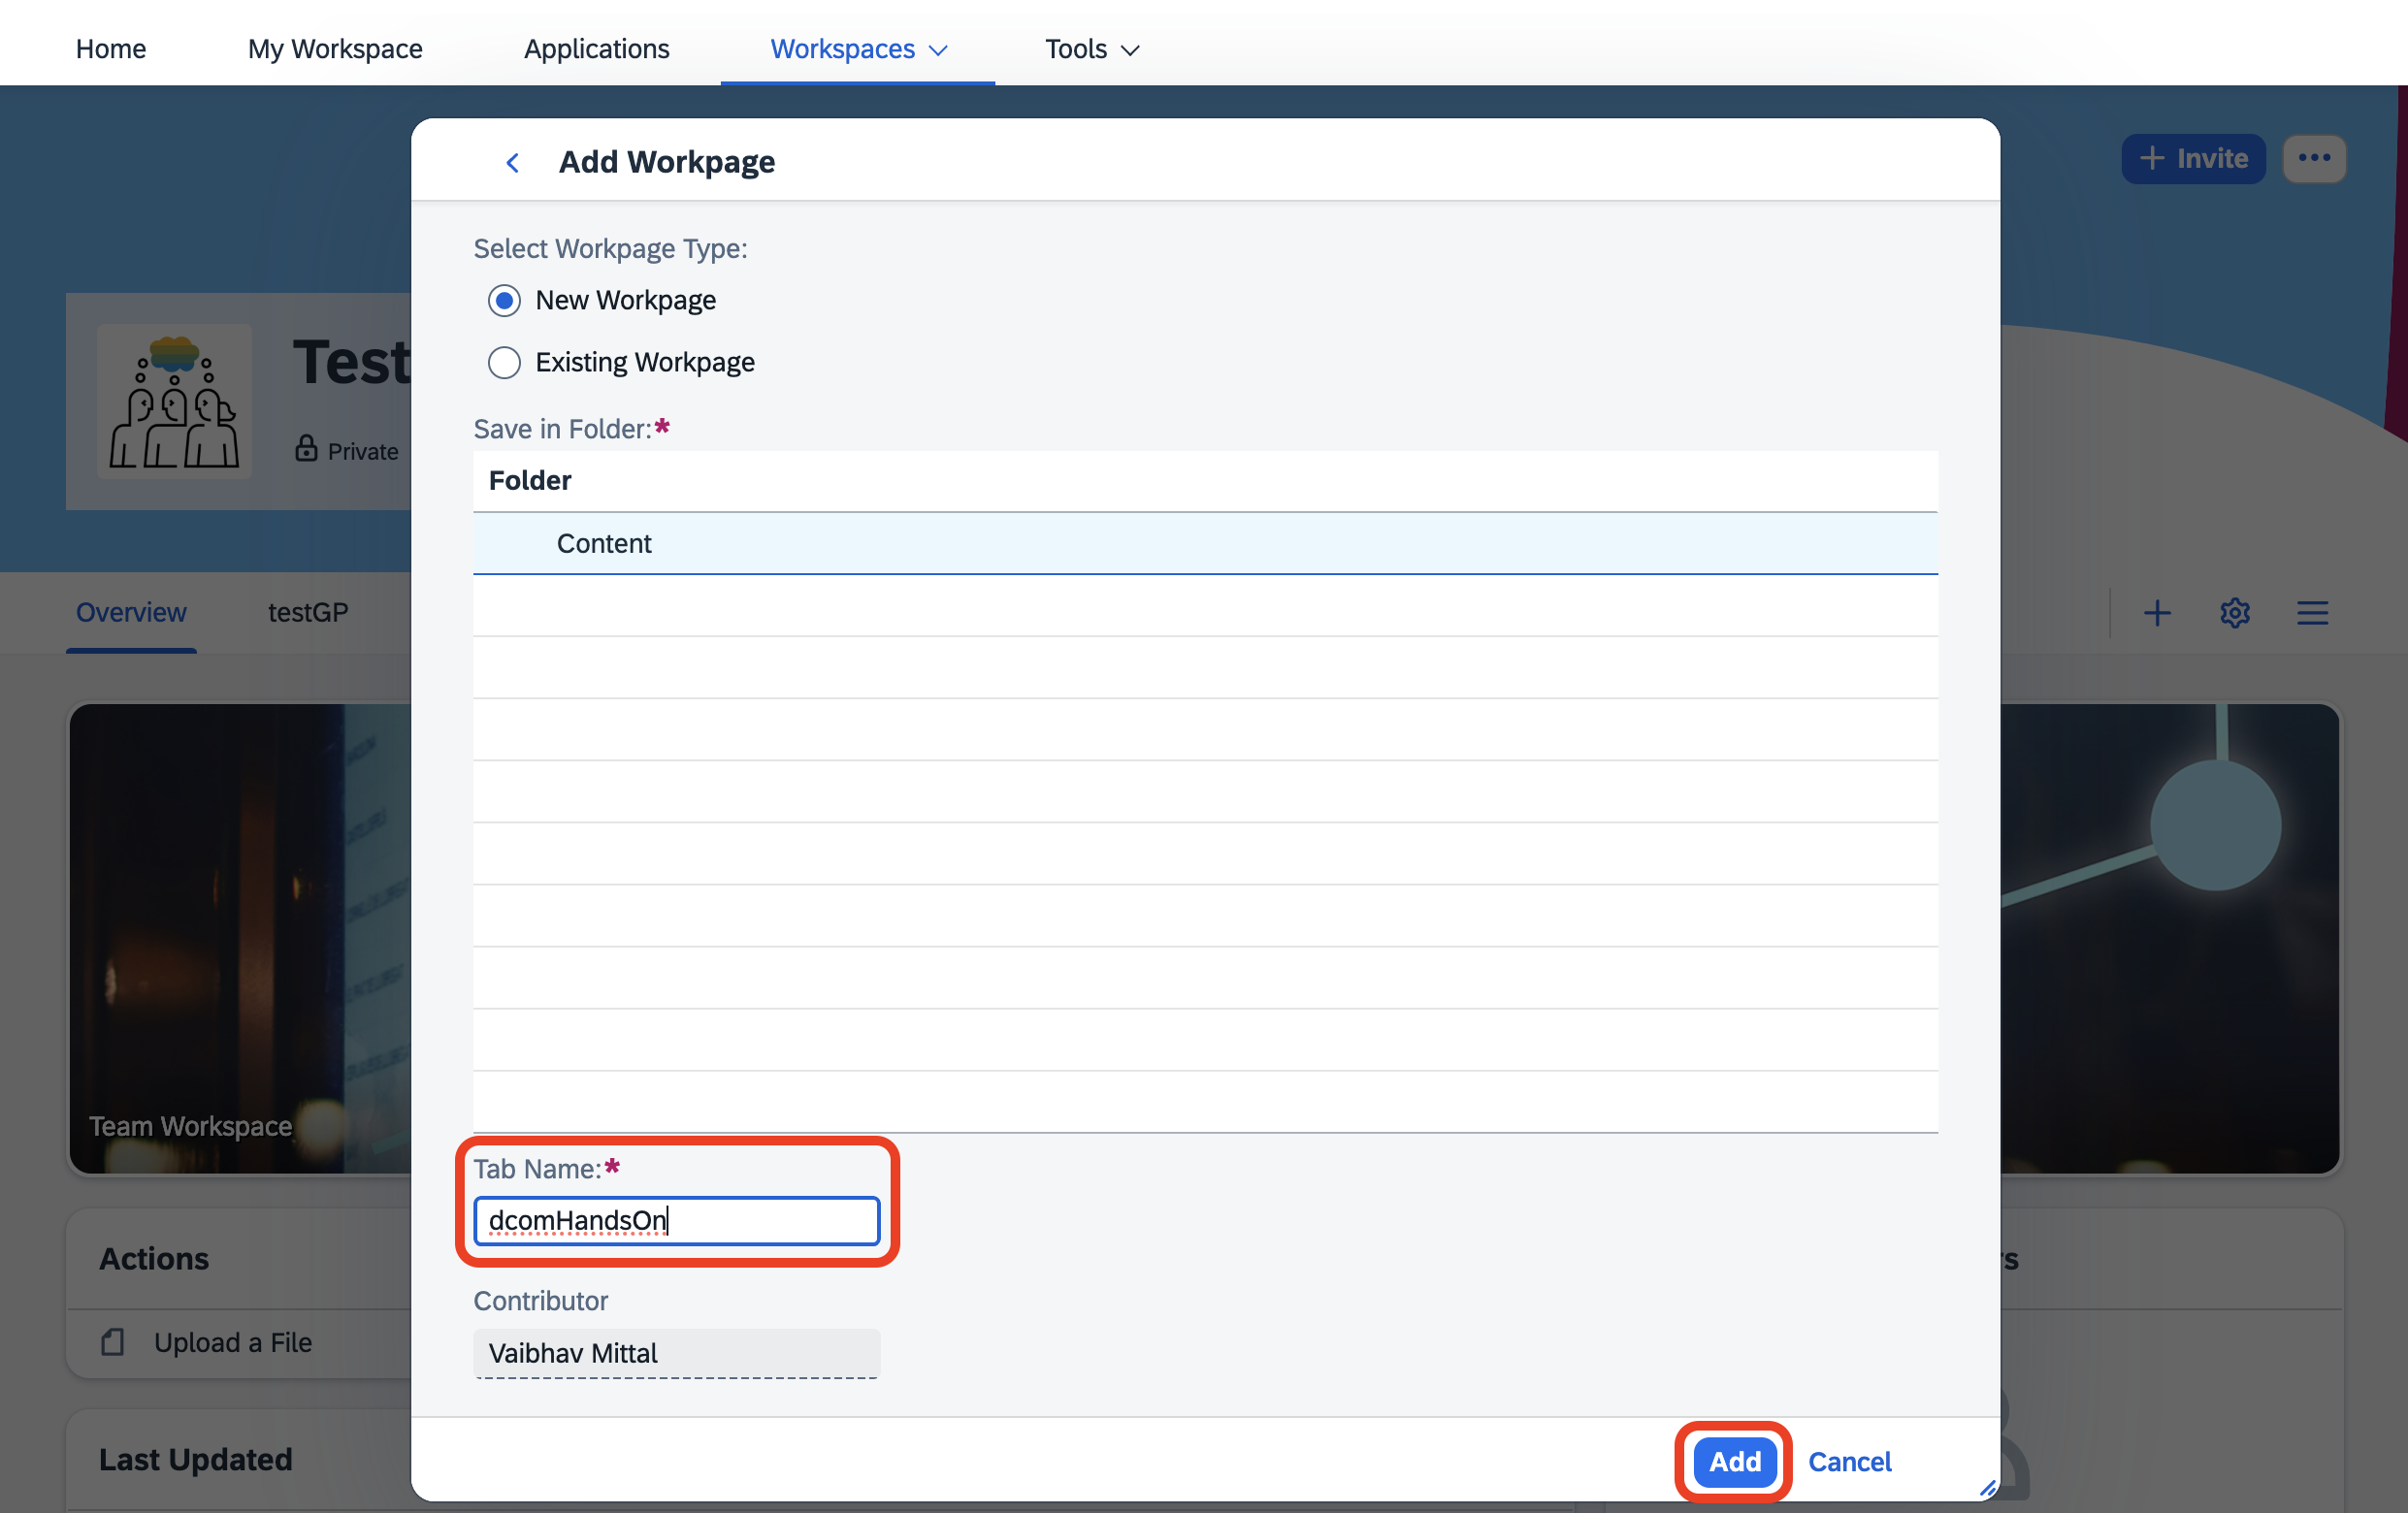 Home My Workspace Applications Workspaces Tools
Add Workpage
+ Invite
Select Workpage Type:
New Workpage
Existing Workpage
Test
Private
Save in Folder:*
Folder
Content
Overview testGP
Team Workspace
Tab Name:*
dcomHandsOn
Actions
Contributor
Upload a File
Vaibhav Mittal
Last Updated
Add Cancel